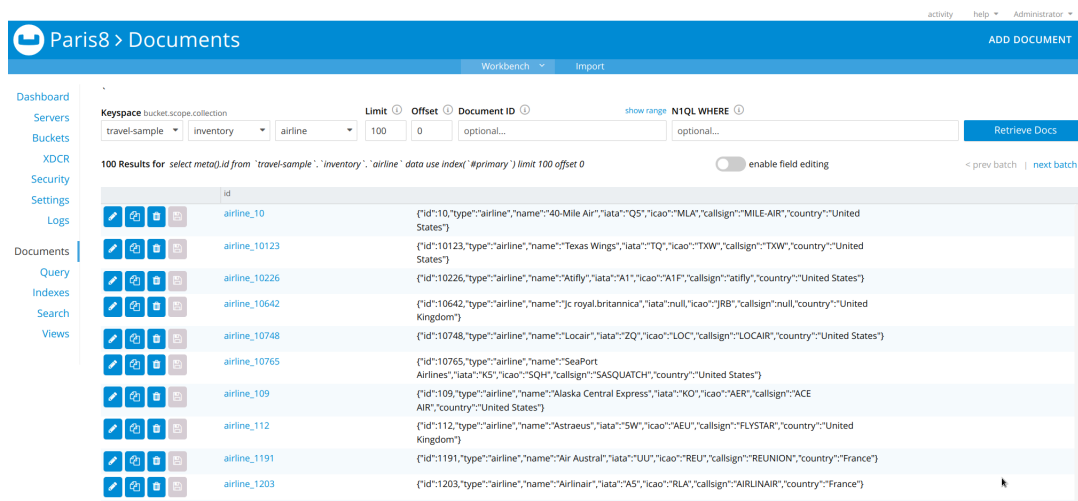 activity help Administrator
Paris8 > Documents
ADD DOCUMENT
Workbench Import
Dashboard
Servers
Buckets
XDCR
Security
Settings
Logs
Documents
Query
Indexes
Search
Views
`
Keyspace bucket.scope.collection Limit Offset Document ID show range N1QL WHERE
travel-sample inventory airline 100 0 optional... optional... Retrieve Docs
100 Results for select meta().id from `travel-sample`.`inventory`.`airline` data use index(`#primary`) limit 100 offset 0 enable field editing < prev batch | next batch
id
airline_10 {"id":10,"type":"airline","name":"40-Mile Air","iata":"Q5","icao":"MLA","callsign":"MILE-AIR","country":"United
States"}
airline_10123 {"id":10123,"type":"airline","name":"Texas Wings","iata":"TQ","icao":"TXW","callsign":"TXW","country":"United
States"}
airline_10226 {"id":10226,"type":"airline","name":"Atifly","iata":"A1","icao":"A1F","callsign":"atifly","country":"United States"}
airline_10642 {"id":10642,"type":"airline","name":"Jc royal.britannica","iata":null,"icao":"JRB","callsign":null,"country":"United
Kingdom"}
airline_10748 {"id":10748,"type":"airline","name":"Locair","iata":"ZQ","icao":"LOC","callsign":"LOCAIR","country":"United States"}
airline_10765 {"id":10765,"type":"airline","name":"SeaPort
Airlines","iata":"K5","icao":"SQH","callsign":"SASQUATCH","country":"United States"}
airline_109 {"id":109,"type":"airline","name":"Alaska Central Express","iata":"KO","icao":"AER","callsign":"ACE
AIR","country":"United States"}
airline_112 {"id":112,"type":"airline","name":"Astraeus","iata":"5W","icao":"AEU","callsign":"FLYSTAR","country":"United
Kingdom"}
airline_1191 {"id":1191,"type":"airline","name":"Air Austral","iata":"UU","icao":"REU","callsign":"REUNION","country":"France"}
airline_1203 {"id":1203,"type":"airline","name":"Airlinair","iata":"A5","icao":"RLA","callsign":"AIRLINAIR","country":"France"}